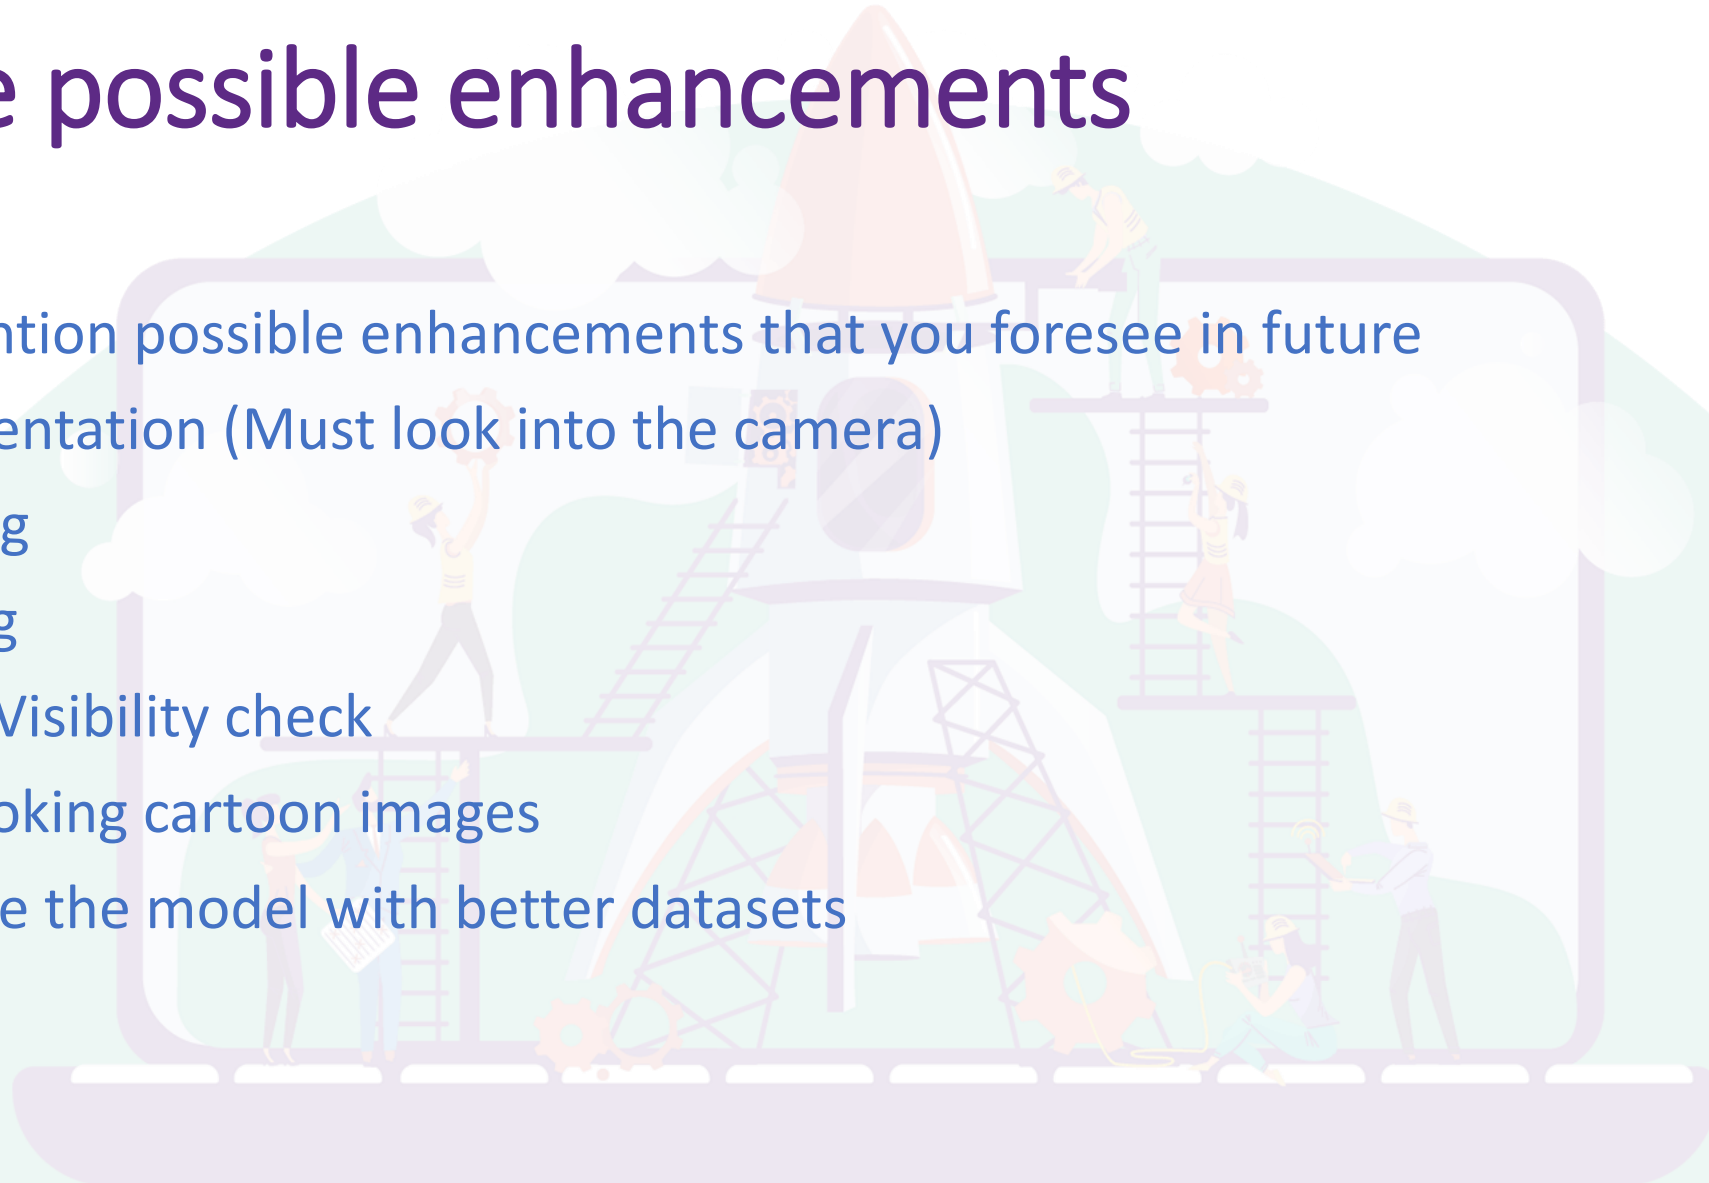 e possible enhancements
ntion possible enhancements that you foresee in future
entation (Must look into the camera)
g
g
Visibility check
oking cartoon images
e the model with better datasets